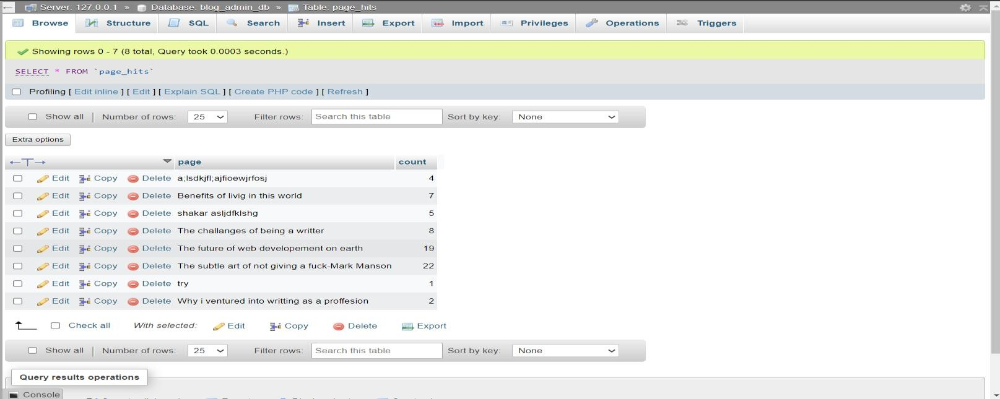 Server: 127.0.0.1 » Database: blog_admin_db » Table: page_hits
Browse Structure SQL Search Insert Export Import Privileges Operations Triggers
Showing rows 0 - 7 (8 total, Query took 0.0003 seconds.)
SELECT * FROM `page_hits`
Profiling [ Edit inline ] [ Edit ] [ Explain SQL ] [ Create PHP code ] [ Refresh ]
Show all | Number of rows: 25 Filter rows: Search this table Sort by key: None
Extra options
←T→ page count
Edit Copy Delete a;lsdkjfl;ajfioewjrfosj 4
Edit Copy Delete Benefits of livig in this world 7
Edit Copy Delete shakar asljdfklshg 5
Edit Copy Delete The challanges of being a writter 8
Edit Copy Delete The future of web developement on earth 19
Edit Copy Delete The subtle art of not giving a fuck-Mark Manson 22
Edit Copy Delete try 1
Edit Copy Delete Why i ventured into writting as a proffesion 2
Check all With selected: Edit Copy Delete Export
Show all | Number of rows: 25 Filter rows: Search this table Sort by key: None
Query results operations
Console